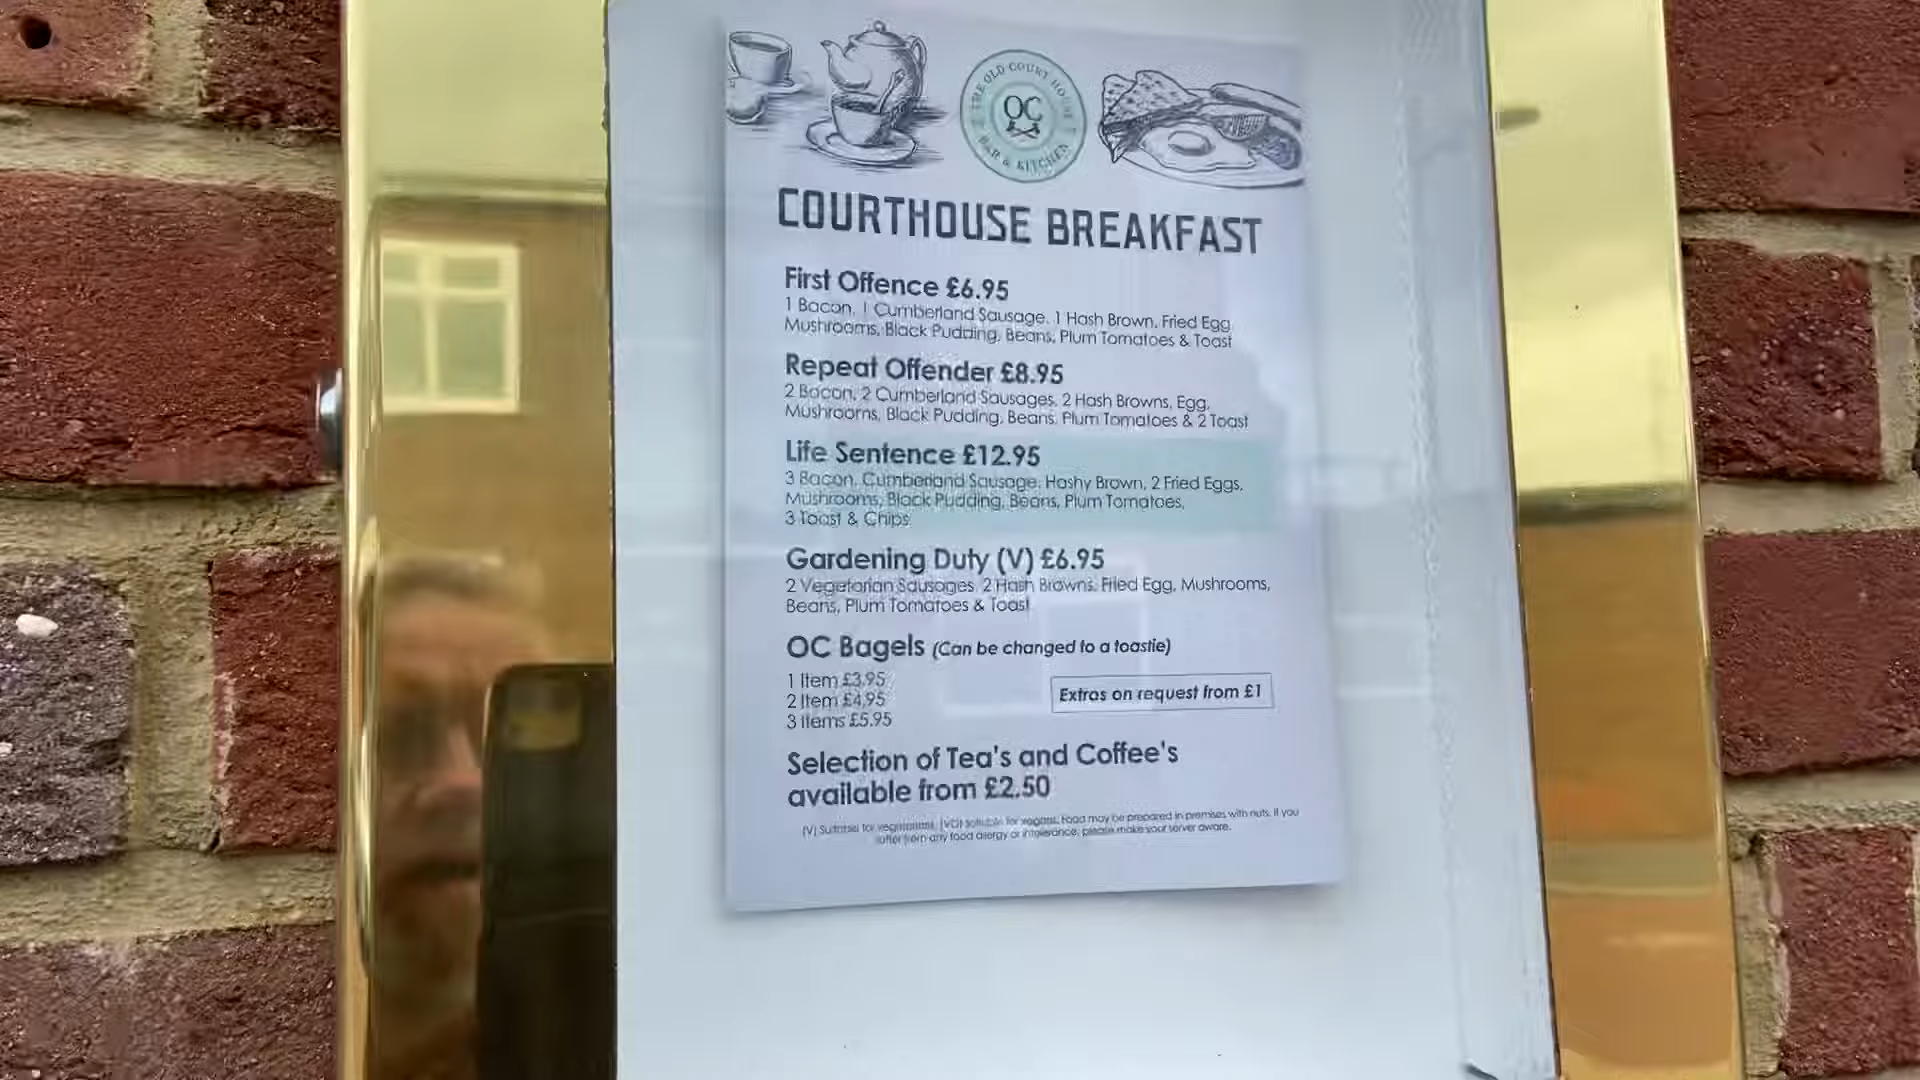 THE OLD COURT HOUSE
OC
BAR & KITCHEN
COURTHOUSE BREAKFAST
First Offence £6.95
1 Bacon, 1 Cumberland Sausage, 1 Hash Brown, Fried Egg
Mushrooms, Black Pudding, Beans, Plum Tomatoes & Toast
Repeat Offender £8.95
2 Bacon, 2 Cumberland Sausages, 2 Hash Browns, Egg,
Mushrooms, Black Pudding, Beans, Plum Tomatoes & 2 Toast
Life Sentence £12.95
3 Bacon, Cumberland Sausage, Hashy Brown, 2 Fried Eggs,
Mushrooms, Black Pudding, Beans, Plum Tomatoes,
3 Toast & Chips
Gardening Duty (V) £6.95
2 Vegetarian Sausages, 2 Hash Browns, Fried Egg, Mushrooms,
Beans, Plum Tomatoes & Toast
OC Bagels (Can be changed to a toastie)
1 Item £3.95
2 Item £4.95
3 Items £5.95
Extras on request from £1
Selection of Tea's and Coffee's
available from £2.50
(V) for vegetarians, for vegans. Food may be prepared in premises with nuts. If you
suffer from any food allergy or intolerance, please make your server aware.